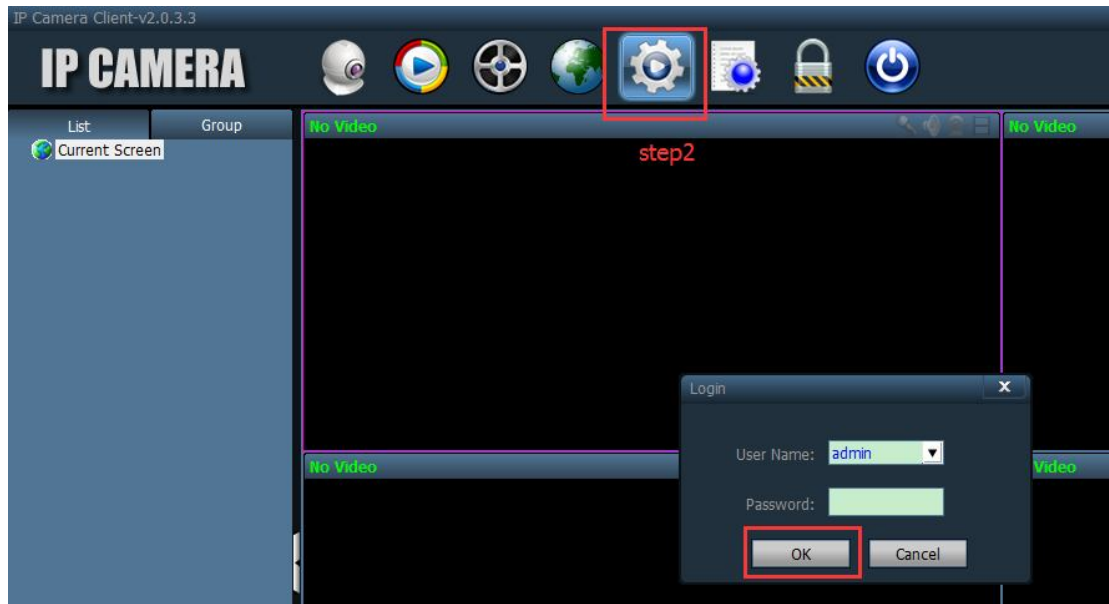 IP Camera Client-v2.0.3.3
IP CAMERA
List Group
Current Screen
No Video
No Video
step2
Login
X
User Name: admin
Password:
OK Cancel
No Video
Video